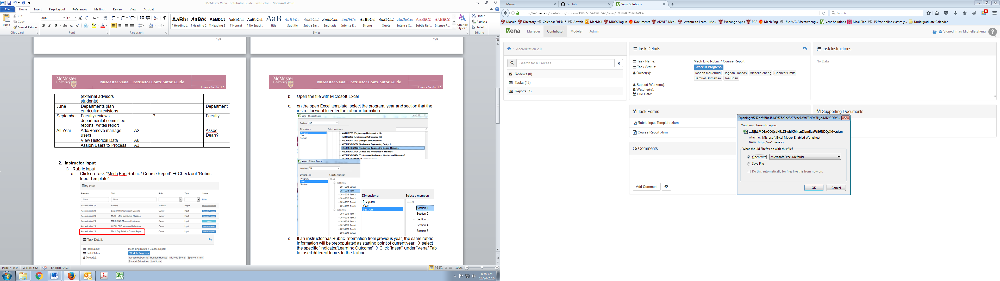 McMaster Vena Contributor Guide - Instructor - Microsoft Word
File Home Insert Page Layout References Mailings Review View Acrobat
Paste
Cut
Copy
Format Painter
Clipboard
Arial 12
Font
Paragraph
AaBb( AaBbC AaBbCc AaBbCcI AaBbCcI AaB AaBbCc. AaBbCcL AaBbCcI AaBbCcL AaBbCcI AaBbCcL AaBbCcL AaBbCc. AaBbCc.
¶ Heading 1 ¶ Heading 2 ¶ Heading 3 ¶ Normal ¶ No Spaci... Title Subtitle Subtle Em... Emphasis Intense E... Strong Quote Intense Q... Subtle Ref... Intense R...
Styles
Change Styles
Find
Replace
Select
Editing
1/9
2/9
McMaster University
McMaster Vena – Instructor Contributor Guide
Internal-Version 1.0
(external advisors students)
June Departments plan curriculum revisions Department
September Faculty reviews departmental committee reports, writes report ? Faculty
All Year Add/Remove manage users A2 Assoc Dean?
View Historical Data A6
Assign Users to Process A3
2. Instructor Input
1) Rubric Input
a. Click on Task “Mech Eng Rubric / Course Report” → Check out “Rubric
Input Template”
My Tasks
Process Task Role Type Status
Filter Filter Filter
Accreditation 2.0 Reports Watcher Report Not Started
Accreditation 2.0 ENG PHYS Curriculum Mapping Owner Input Work In Progress
Accreditation 2.0 MECH ENG Curriculum Mapping Owner Input Work In Progress
Accreditation 2.0 MTLS ENG Measured Indicators Owner Input Started
Accreditation 2.0 CHEM ENG Measured Indicators Owner Input Work In Progress
Accreditation 2.0 Mech Eng Rubric / Course Report Owner Input Work In Progress
Task Details
Task Name: Mech Eng Rubric / Course Report
Task Status: Work In Progress
Owner(s): Joseph McDermid Bogdan Hancas Michelle Zheng Spencer Smith
Samuel Grimshaw Joe Span
McMaster University
McMaster Vena – Instructor Contributor Guide
Internal-Version 1.0
b. Open the file with Microsoft Excel
c. on the open Excel template, select the program, year and section that the
instructor want to enter the rubric information
Vena - Choose Pages
Section: S10
Dimensions: Select a member:
Program
Year
Section
MATH 2Z03 (Engineering Mathematics III)
MATH 2ZZ3 (Engineering Mathematics IV)
MECH ENG 2A03 (Design Communication)
MECH ENG 2C04 (Mechanical Engineering Design I)
MECH ENG 2D03 (Mechanical Engineering Design Elements)
MECH ENG 2P04 (Statics and Mechanics of Materials)
MECH ENG 2Q04 (Engineering Mechanics: Kinetics and Dynamics)
Vena - Choose Pages
Section: S10
Dimensions: Select a member:
Program
Year
Section
All
2014-2015
2014-2015 Default
2014-2015 Term 1
2014-2015 Term 2
2014-2015 Term 3
2014-2015 Term 4
2014-2015 Term 5
2015-2016
2015-2016 Term 1
2015-2016 Term 2
2015-2016 Term 3
2015-2016 Term 4
2015-2016 Term 5
2015-2016 Default
Dimensions: Select a member:
Program
Year
Section
All
Section 1
Section 2
Section 3
Section 4
Section 5
d. If an instructor has Rubric information from previous year, the same rubric
information will be prepopulated as starting point of current year. → select
the specific “Indicator/Learning Outcome” → Click “Insert” under “Vena” Tab
to insert different topics to the Rubric
Page: 4 of 9 Words: 562 English (U.S.) 100%
8:58 AM
10/24/2016
Mosaic GitHub Vena Solutions
https://us1.vena.io/contributor/process/358055077619957760/tasks/371389002639867906
Search
8
Mosaic Directory Calendar 2015/16 Adweb MacMail MUGSI log in Documents ADWEB Menu Avenue to Learn - Mc... Exchange Apps ECE Mech Eng file:///C:/Users/zheng... Vena Solutions Meal Plan 45 free online classes y... Undergraduate Calendar
vena Manager Contributor Modeler Admin
Signed in as Michelle Zheng
Accreditation 2.0
Search for a Process
Reviews (0)
Tasks (12)
Reports (1)
Task Details
Task Name: Mech Eng Rubric / Course Report
Task Status: Work In Progress
Owner(s): Joseph McDermid Bogdan Hancas Michelle Zheng Spencer Smith
Samuel Grimshaw Joe Span
Support Worker(s):
Watcher(s):
Due Date:
Task Instructions
No Data
Task Forms
Rubric Input Template.xlsm
Course Report.xlsm
Supporting Documents
Comments
Add Comment
Opening 9f757de8f8ba481d9675e2b28207cae7.WzE2NDY3NjcxMDY3ODY...
You have chosen to open:
...Njk1MDExODQsdHJ1ZSwidXMxLnZlbmEuaW86NDQzIl0=.xlsm
which is: Microsoft Excel Macro-Enabled Worksheet
from: https://us1.vena.io
What should Firefox do with this file?
Open with Microsoft Excel (default)
Save File
Do this automatically for files like this from now on.
OK Cancel